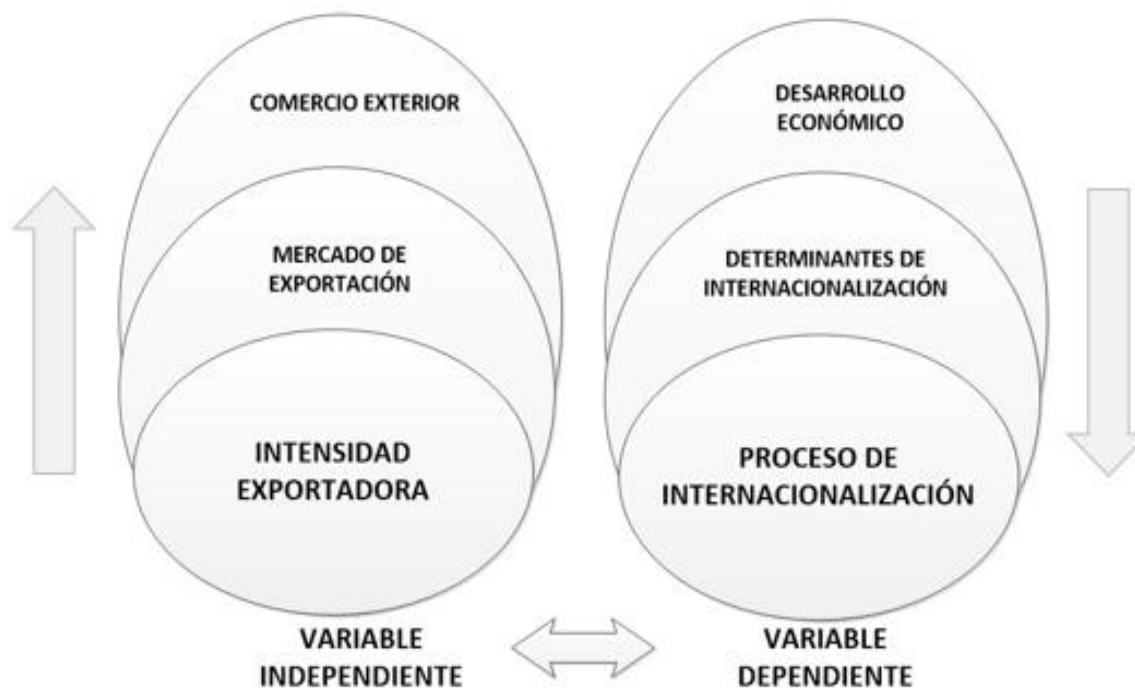 COMERCIO EXTERIOR
MERCADO DE
EXPORTACIÓN
INTENSIDAD
EXPORTADORA
VARIABLE
INDEPENDIENTE
DESARROLLO
ECONÓMICO
DETERMINANTES DE
INTERNACIONALIZACIÓN
PROCESO DE
INTERNACIONALIZACIÓN
VARIABLE
DEPENDIENTE